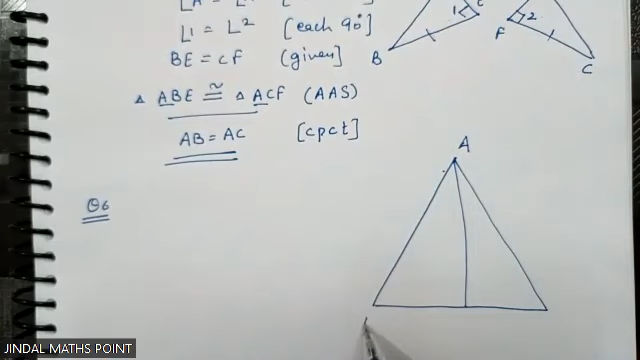 ∠1 = ∠2 [each 90°]
BE = CF (given)
△ ABE ≅ △ ACF (AAS)
AB = AC [cpct]
Q6
1
E
B
2
F
C
A
JINDAL MATHS POINT